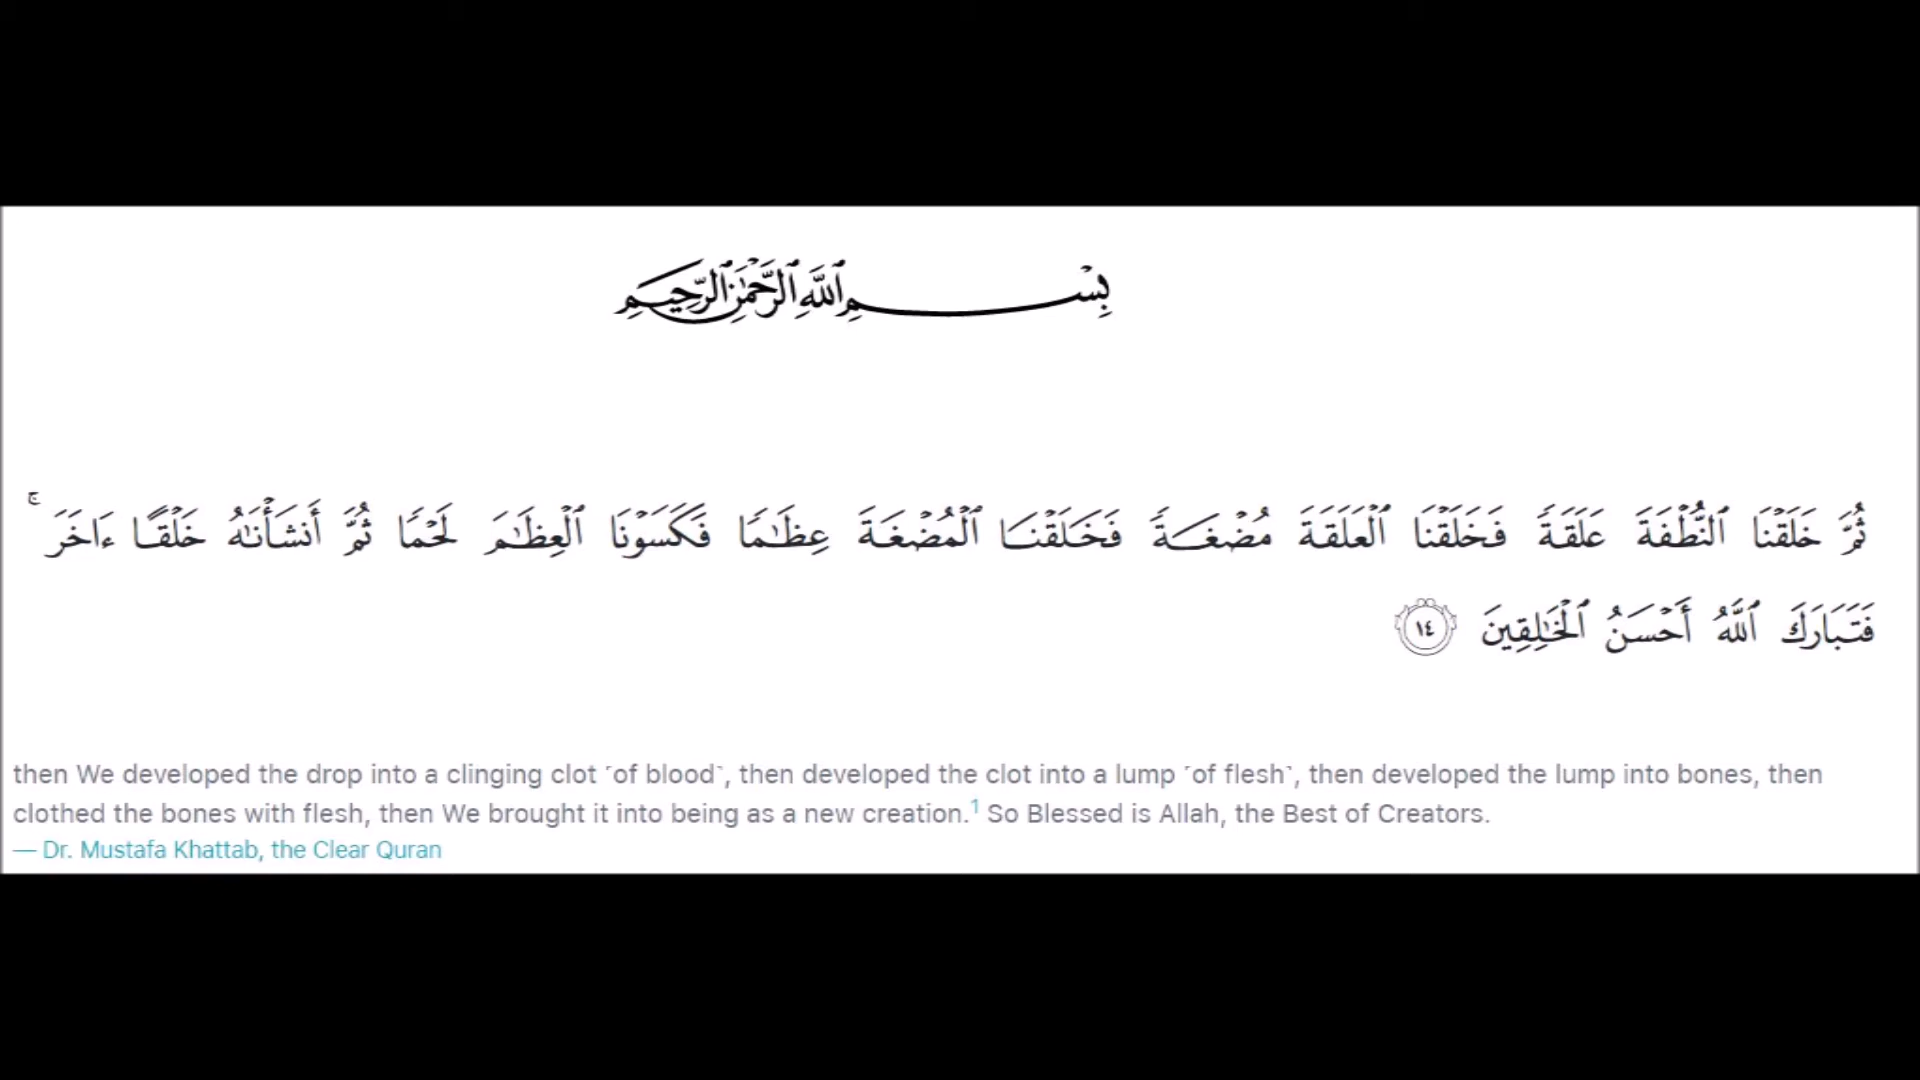 بِسْمِ ٱللَّهِ ٱلرَّحْمَـٰنِ ٱلرَّحِيمِ
ثُمَّ خَلَقْنَا ٱلنُّطْفَةَ عَلَقَةً فَخَلَقْنَا ٱلْعَلَقَةَ مُضْغَةً فَخَلَقْنَا ٱلْمُضْغَةَ عِظَـٰمًا فَكَسَوْنَا ٱلْعِظَـٰمَ لَحْمًا ثُمَّ أَنشَأْنَـٰهُ خَلْقًا ءَاخَرَ ۚ
فَتَبَارَكَ ٱللَّهُ أَحْسَنُ ٱلْخَـٰلِقِينَ ١٤
then We developed the drop into a clinging clot ˹of blood˺, then developed the clot into a lump ˹of flesh˺, then developed the lump into bones, then
clothed the bones with flesh, then We brought it into being as a new creation.1 So Blessed is Allah, the Best of Creators.
— Dr. Mustafa Khattab, the Clear Quran